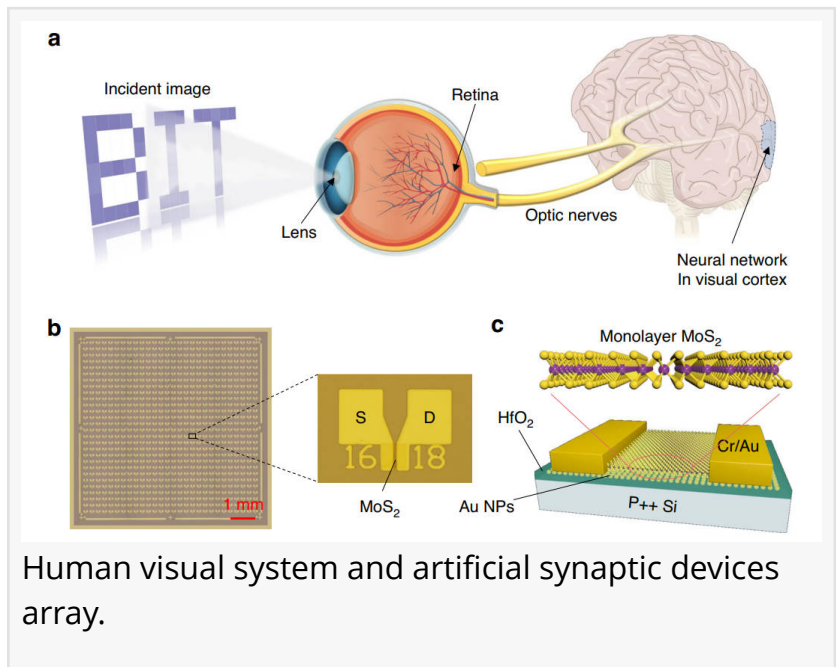 a
Incident image
BIT
Lens
Retina
Optic nerves
Neural network
In visual cortex
b
1 mm
S
D
16
18
MoS₂
c
Monolayer MoS₂
HfO₂
Cr/Au
Au NPs
P++ Si
Human visual system and artificial synaptic devices
array.